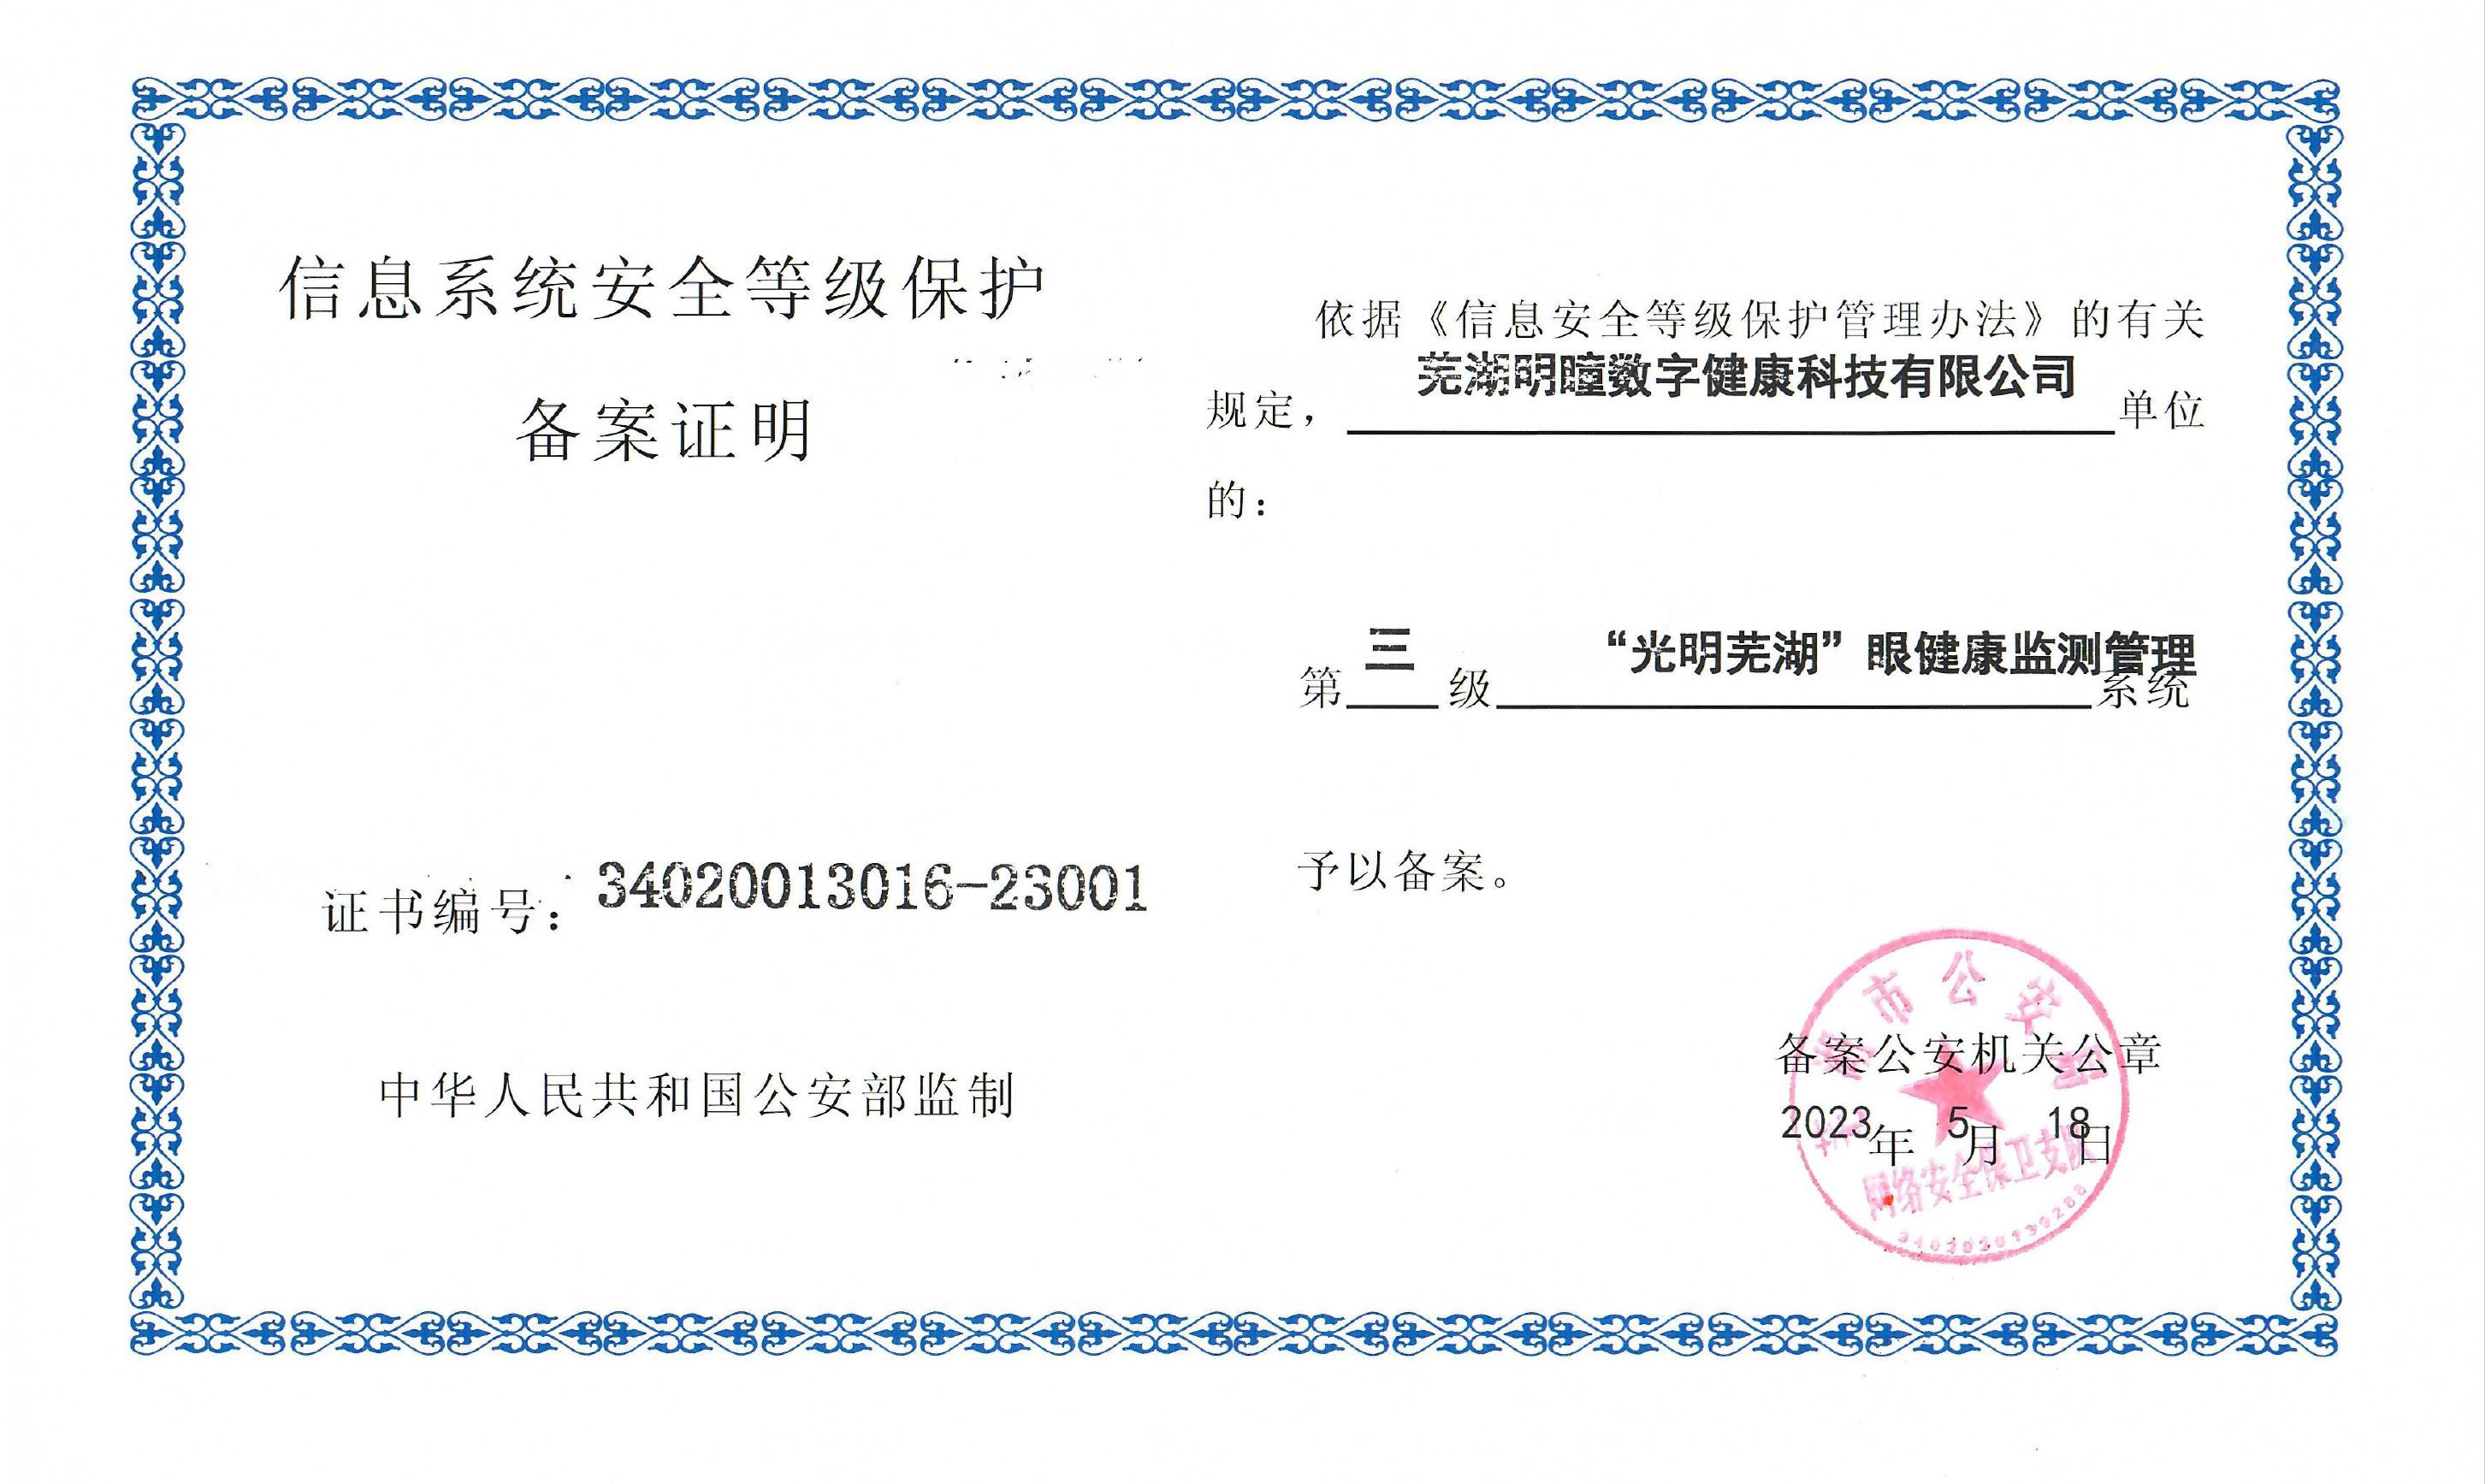 信息系统安全等级保护
备案证明
证书编号：34020013016-23001
中华人民共和国公安部监制
依据《信息安全等级保护管理办法》的有关
规定，芜湖明瞳数字健康科技有限公司单位
的：
第三级“光明芜湖”眼健康监测管理系统
予以备案。
备案公安机关公章
2023年5月18日
芜湖市公安局
网络安全保卫支队